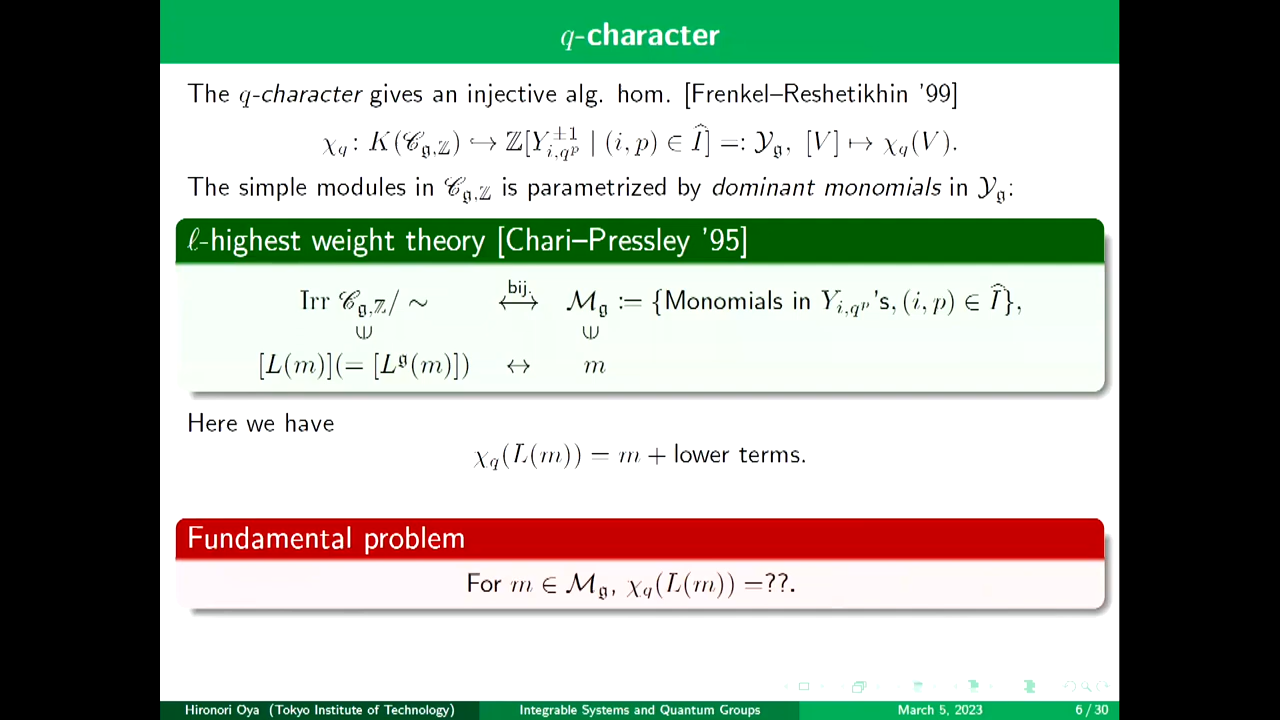 q-character
The q-character gives an injective alg. hom. [Frenkel–Reshetikhin '99]
χ_q : K(𝒞_{𝔤,ℤ}) ↪ ℤ[Y_{i,q^p}^{±1} | (i, p) ∈ Î] =: 𝒴_𝔤, [V] ↦ χ_q(V).
The simple modules in 𝒞_{𝔤,ℤ} is parametrized by dominant monomials in 𝒴_𝔤:
ℓ-highest weight theory [Chari–Pressley '95]
Irr 𝒞_{𝔤,ℤ}/ ∼ ⟷^{bij.} ℳ_𝔤 := {Monomials in Y_{i,q^p}'s, (i, p) ∈ Î},
∈ ∈
[L(m)](= [L^𝔤(m)]) ↔ m
Here we have
χ_q(L(m)) = m + lower terms.
Fundamental problem
For m ∈ ℳ_𝔤, χ_q(L(m)) =??.
Hironori Oya (Tokyo Institute of Technology) Integrable Systems and Quantum Groups March 5, 2023 6 / 30